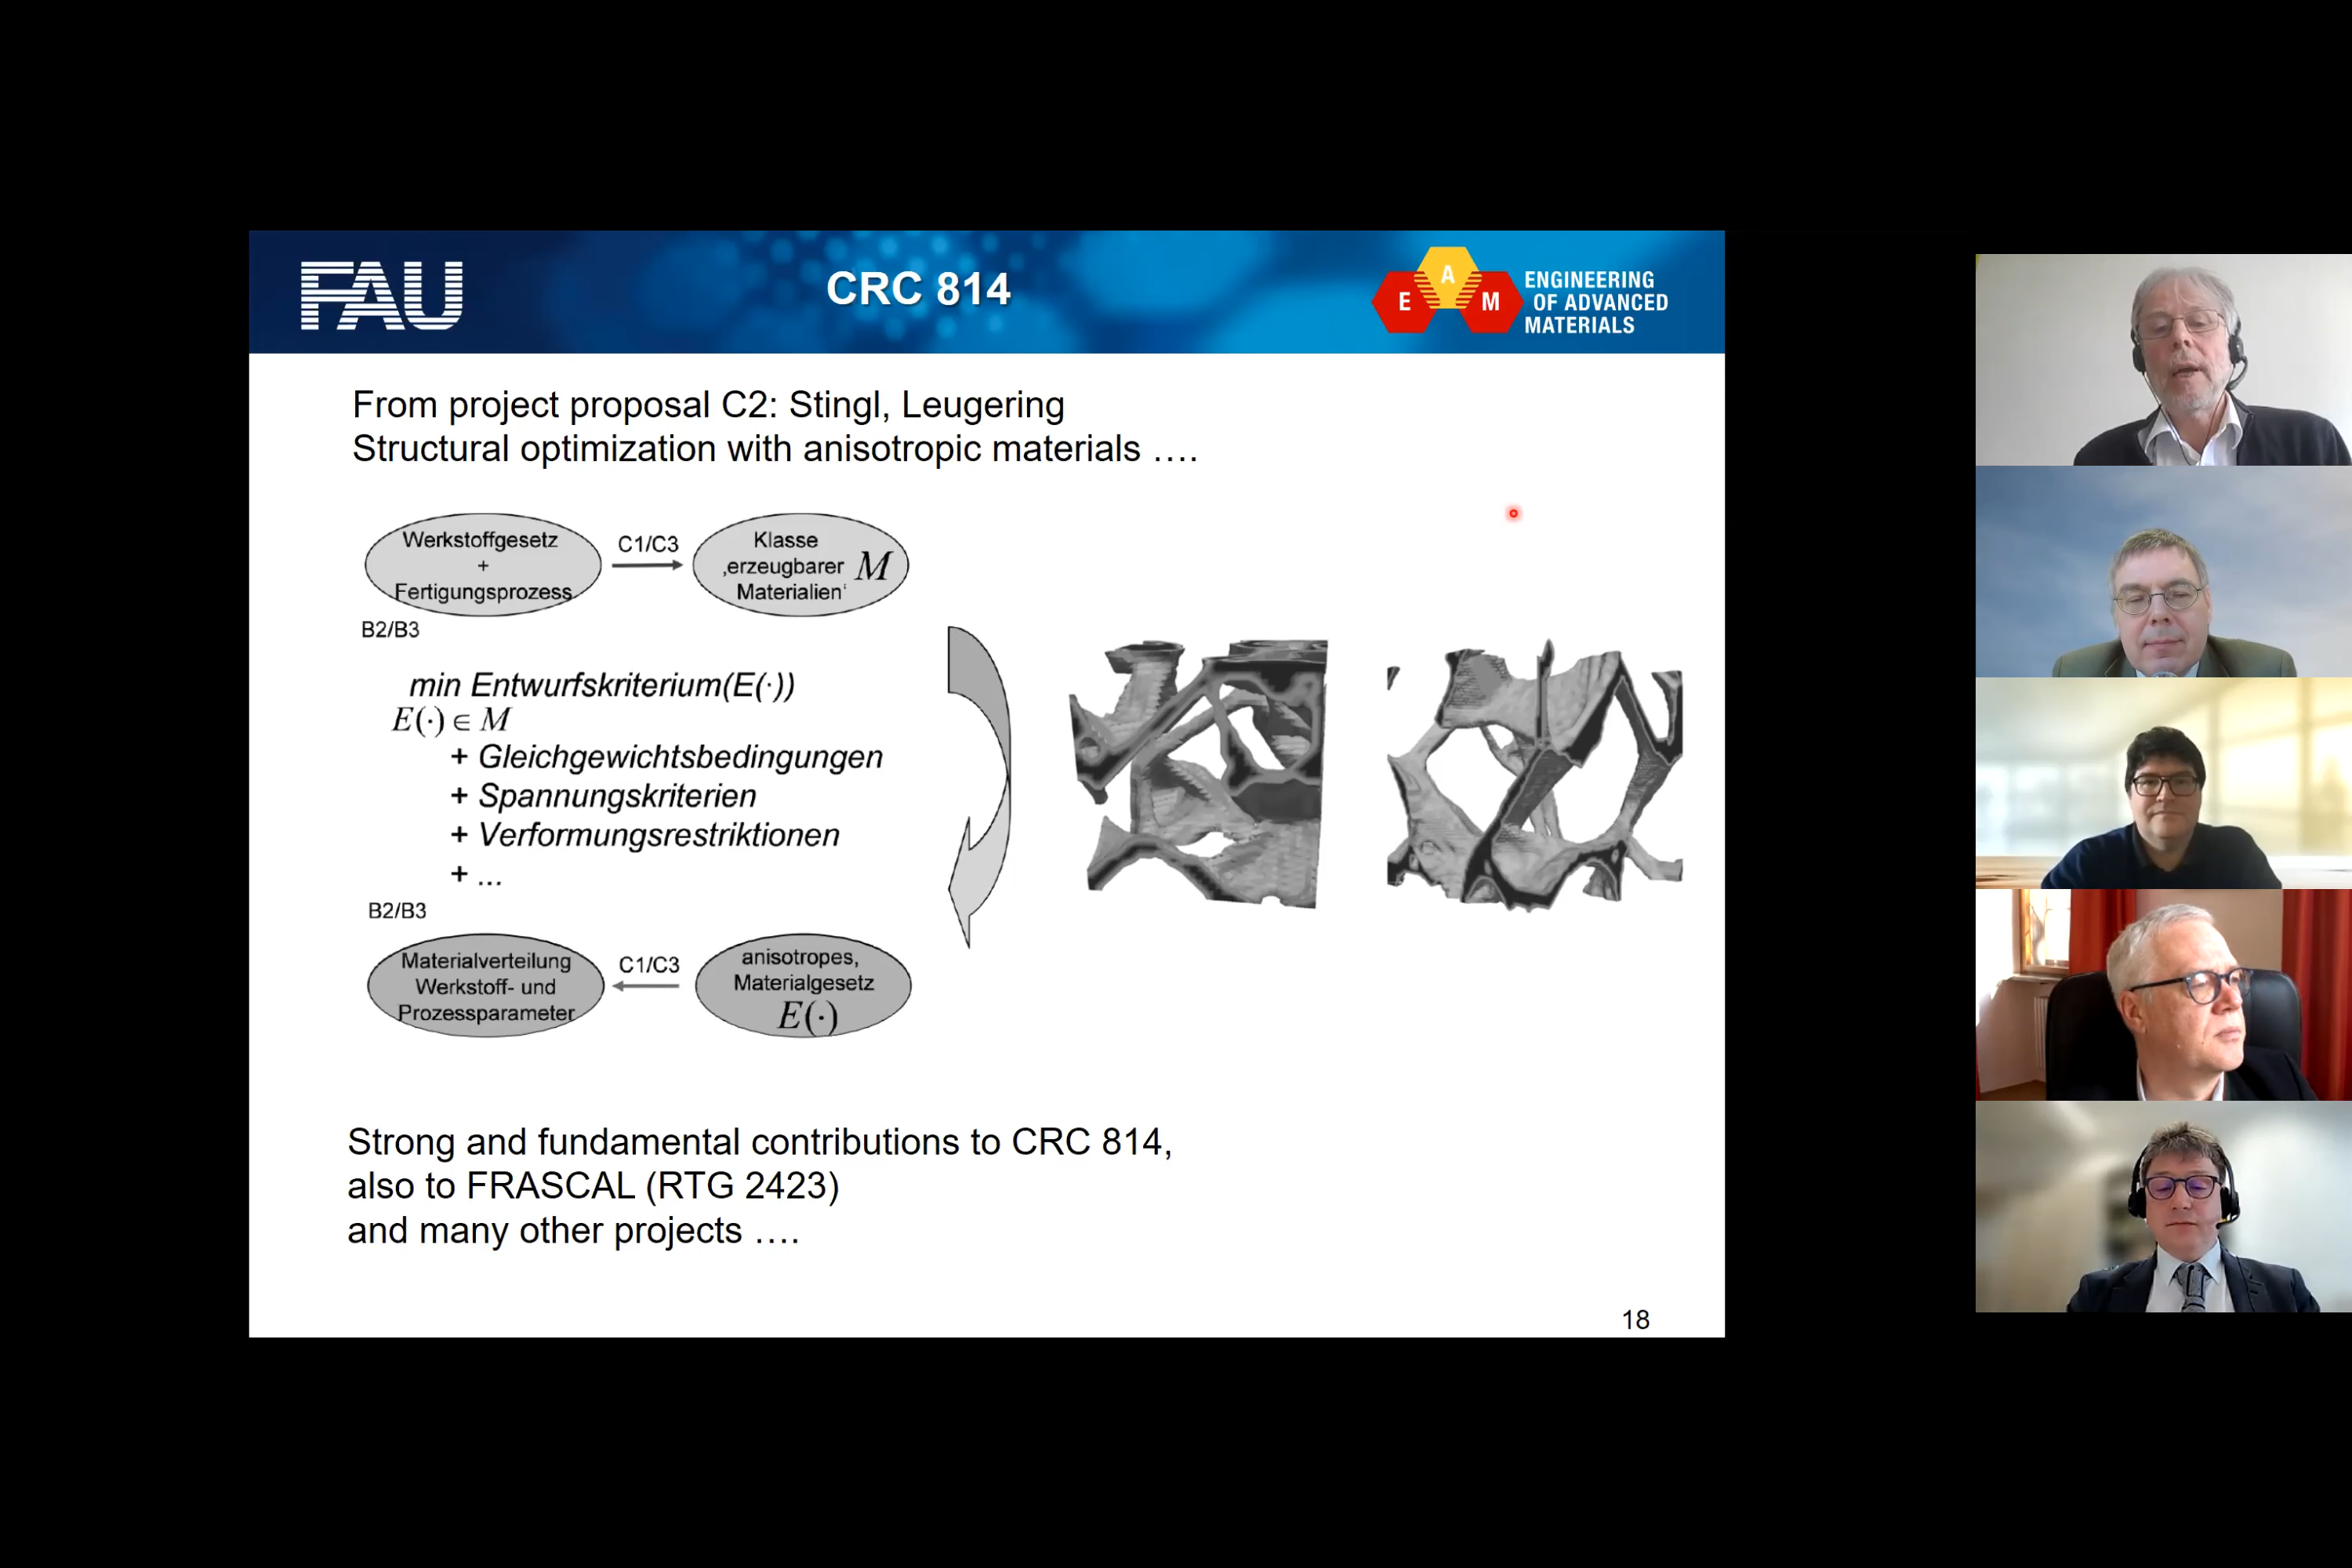 FAU
CRC 814
E A M
ENGINEERING
OF ADVANCED
MATERIALS
From project proposal C2: Stingl, Leugering
Structural optimization with anisotropic materials ….
Werkstoffgesetz
+
Fertigungsprozess
C1/C3
Klasse
‚erzeugbarer M
Materialien‘
B2/B3
min Entwurfskriterium(E(·))
E(·) ∈ M
+ Gleichgewichtsbedingungen
+ Spannungskriterien
+ Verformungsrestriktionen
+ ...
B2/B3
Materialverteilung
Werkstoff- und
Prozessparameter
C1/C3
anisotropes,
Materialgesetz
E(·)
Strong and fundamental contributions to CRC 814,
also to FRASCAL (RTG 2423)
and many other projects ….
18